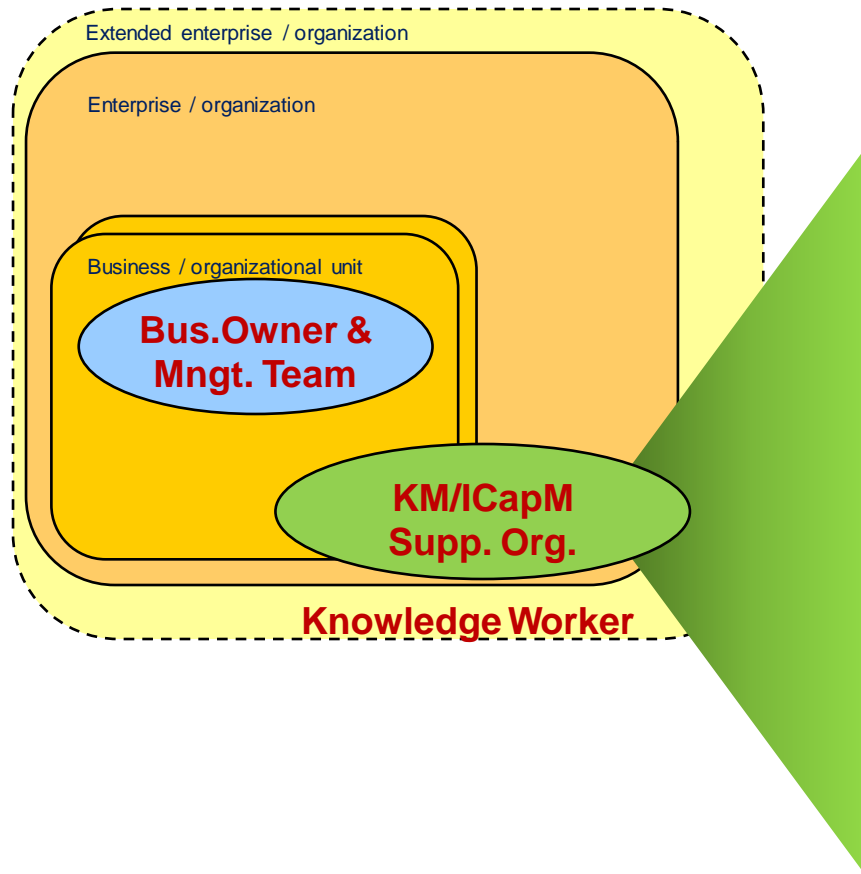 Extended enterprise / organization
Enterprise / organization
Business / organizational unit
Bus.Owner &
Mngt. Team
KM/ICapM
Supp. Org.
Knowledge Worker